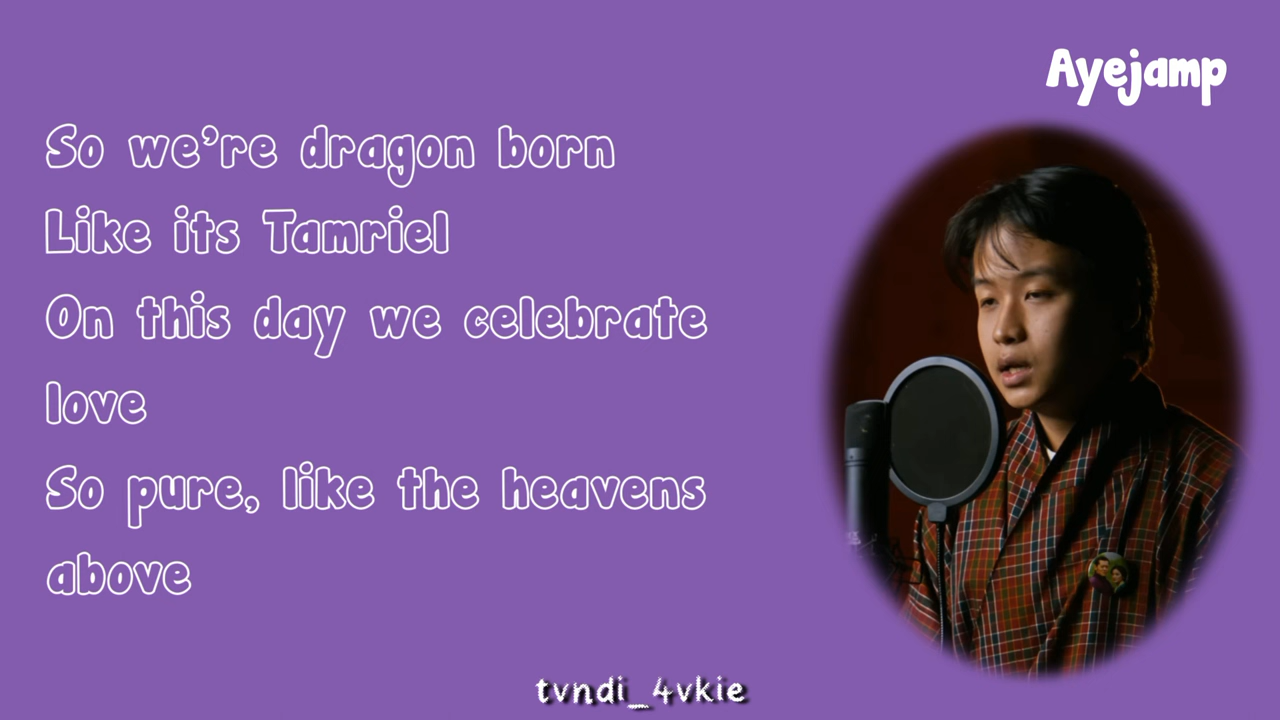 Ayejamp
So we're dragon born
Like its Tamriel
On this day we celebrate
love
So pure, like the heavens
above
tvndi_4vkie